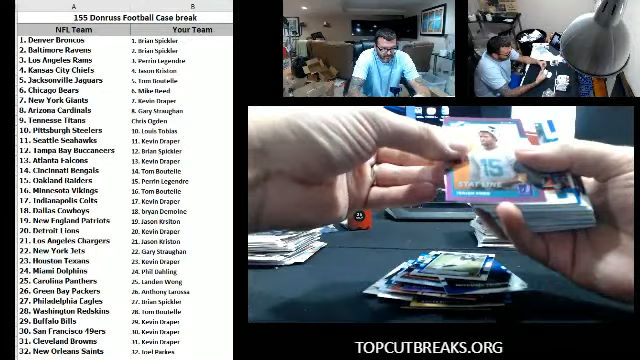 A B
155 Donruss Football Case break
NFL Team Your Team
1. Denver Broncos 1. Brian Spickler
2. Baltimore Ravens 2. Brian Spickler
3. Los Angeles Rams 3. Perrin Legendre
4. Kansas City Chiefs 4. Jason Kriston
5. Jacksonville Jaguars 5. Tom Boutelle
6. Chicago Bears 6. Mike Reed
7. New York Giants 7. Kevin Draper
8. Arizona Cardinals 8. Gary Straughan
9. Tennesse Titans Chris Ogden
10. Pittsburgh Steelers 10. Louis Tobias
11. Seattle Seahawks 11. Kevin Draper
12. Tampa Bay Buccaneers 12. Brian Spickler
13. Atlanta Falcons 13. Kevin Draper
14. Cincinnati Bengals 14. Tom Boutelle
15. Oakland Raiders 15. Perrin Legendre
16. Minnesota Vikings 16. Tom Boutelle
17. Indianapolis Colts 17. Kevin Draper
18. Dallas Cowboys 18. bryan Demoine
19. New England Patriots 19. Jason Krsiton
20. Detroit Lions 20. Kevin Draper
21. Los Angeles Chargers 21. Jason Kriston
22. New York Jets 22. Gary Straughan
23. Houston Texans 23. Kevin Draper
24. Miami Dolphins 24. Phil Dahling
25. Carolina Panthers 25. Landen Wong
26. Green Bay Packers 26. Anthony Larossa
27. Philadelphia Eagles 27. Brian Spickler
28. Washington Redskins 28. Tom Boutelle
29. Buffalo Bills 29. Kevin Draper
30. San Francisco 49ers 30. Kevin Draper
31. Cleveland Browns 31. Kevin Draper
32. New Orleans Saints 32. Joel Parkes
15
STAT LINE
TOPCUTBREAKS.ORG